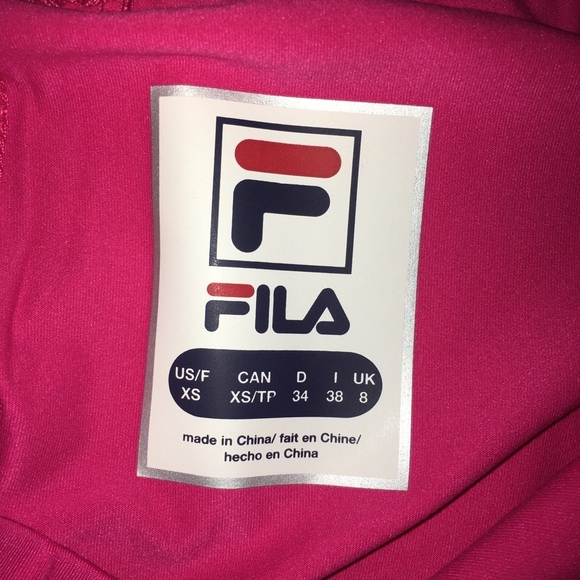 F
FILA
US/F CAN D I UK
XS XS/TP 34 38 8
made in China/ fait en Chine/
hecho en China